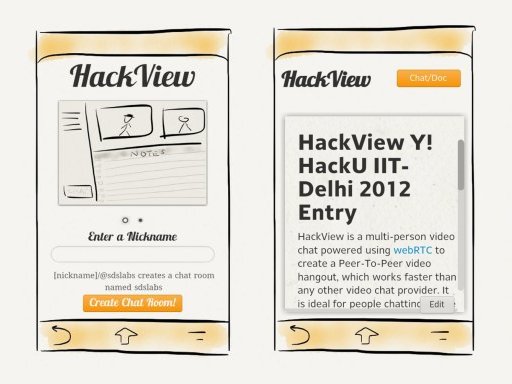 HackView
NOTES
CHAT
Enter a Nickname
[nickname]/@sdslabs creates a chat room
named sdslabs
Create Chat Room!
HackView
Chat/Doc
HackView Y!
HackU IIT-
Delhi 2012
Entry
HackView is a multi-person video
chat powered using webRTC to
create a Peer-To-Peer video
hangout, which works faster than
any other video chat provider. It
is ideal for people chatting
Edit